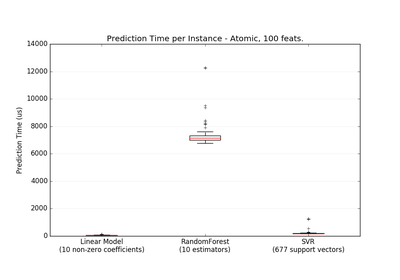 Prediction Time per Instance - Atomic, 100 feats.
14000
12000
10000
8000
6000
4000
2000
0
Prediction Time (us)
Linear Model
(10 non-zero coefficients)
RandomForest
(10 estimators)
SVR
(677 support vectors)